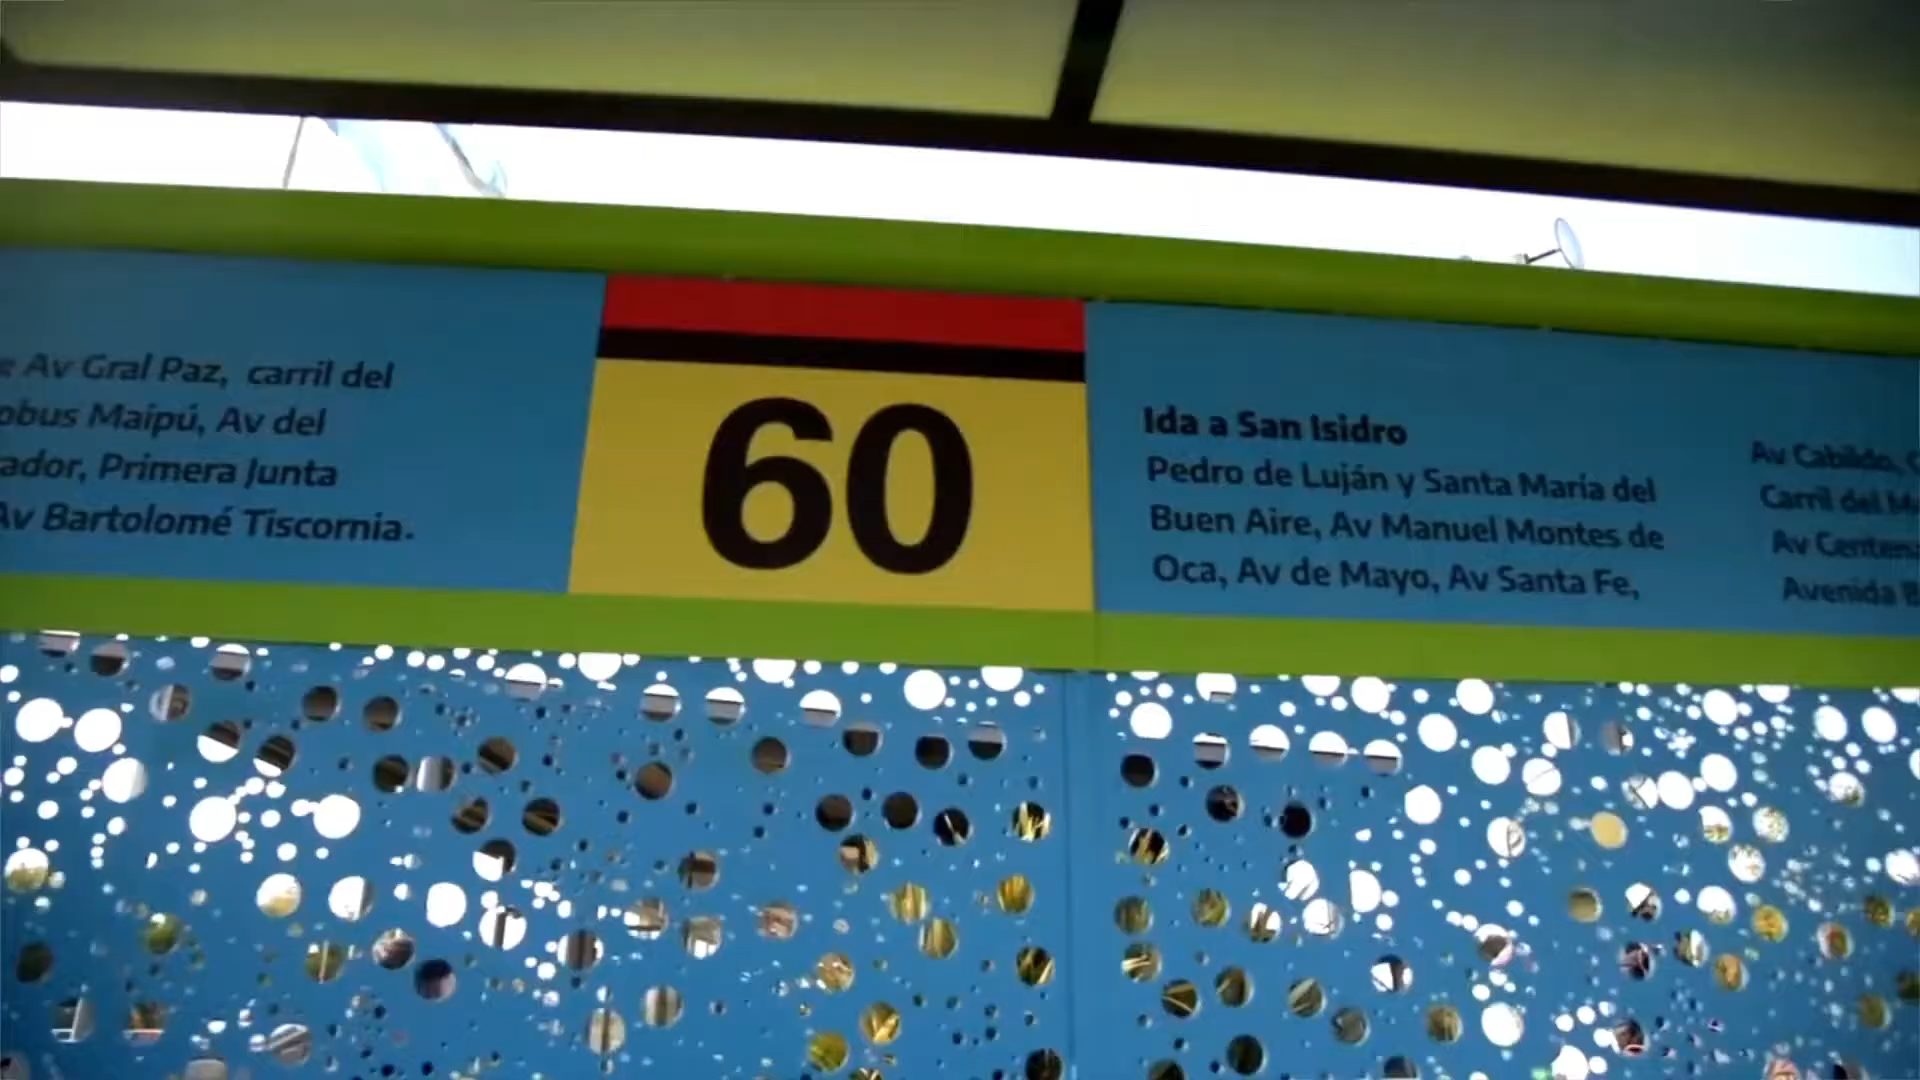 Av Gral Paz, carril del
Maipú, Av del
Primera Junta
Av Bartolomé Tiscornia.
60
Ida a San Isidro
Pedro de Luján y Santa María del
Buen Aire, Av Manuel Montes de
Oca, Av de Mayo, Av Santa Fe,
Av Cabildo,
Carril del
Av
Avenida